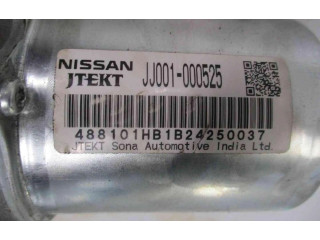 NISSAN JJ001-000525
JTEKT
488101HB1B24250037
JTEKT Sona Automotive India Ltd.